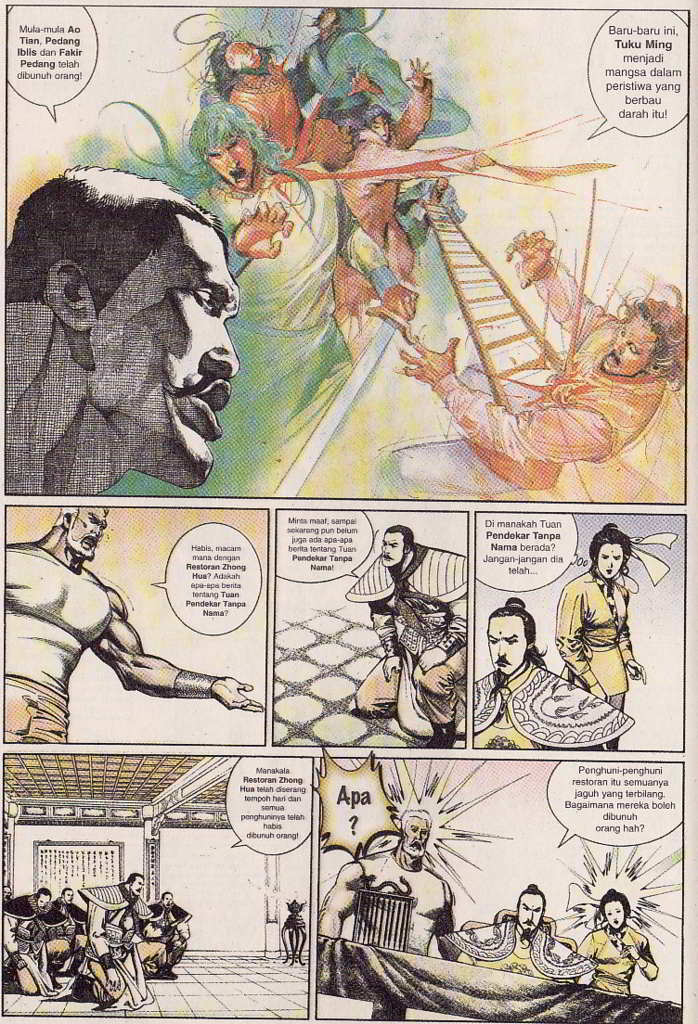 Mula-mula Ao
Tian, Pedang
Iblis dan Fakir
Pedang telah
dibunuh orang!
Baru-baru ini,
Tuku Ming
menjadi
mangsa dalam
peristiwa yang
berbau
darah itu!
Habis, macam
mana dengan
Restoran Zhong
Hua? Adakah
apa-apa berita
tentang Tuan
Pendekar Tanpa
Nama?
Minta maaf, sampai
sekarang pun belum
juga ada apa-apa
berita tentang Tuan
Pendekar Tanpa
Nama!
Di manakah Tuan
Pendekar Tanpa
Nama berada?
Jangan-jangan dia
telah...
Manakala
Restoran Zhong
Hua telah diserang
tempoh hari dan
semua
penghuninya telah
habis
dibunuh orang!
Apa
?
Penghuni-penghuni
restoran itu semuanya
jaguh yang terbilang.
Bagaimana mereka boleh
dibunuh
orang hah?